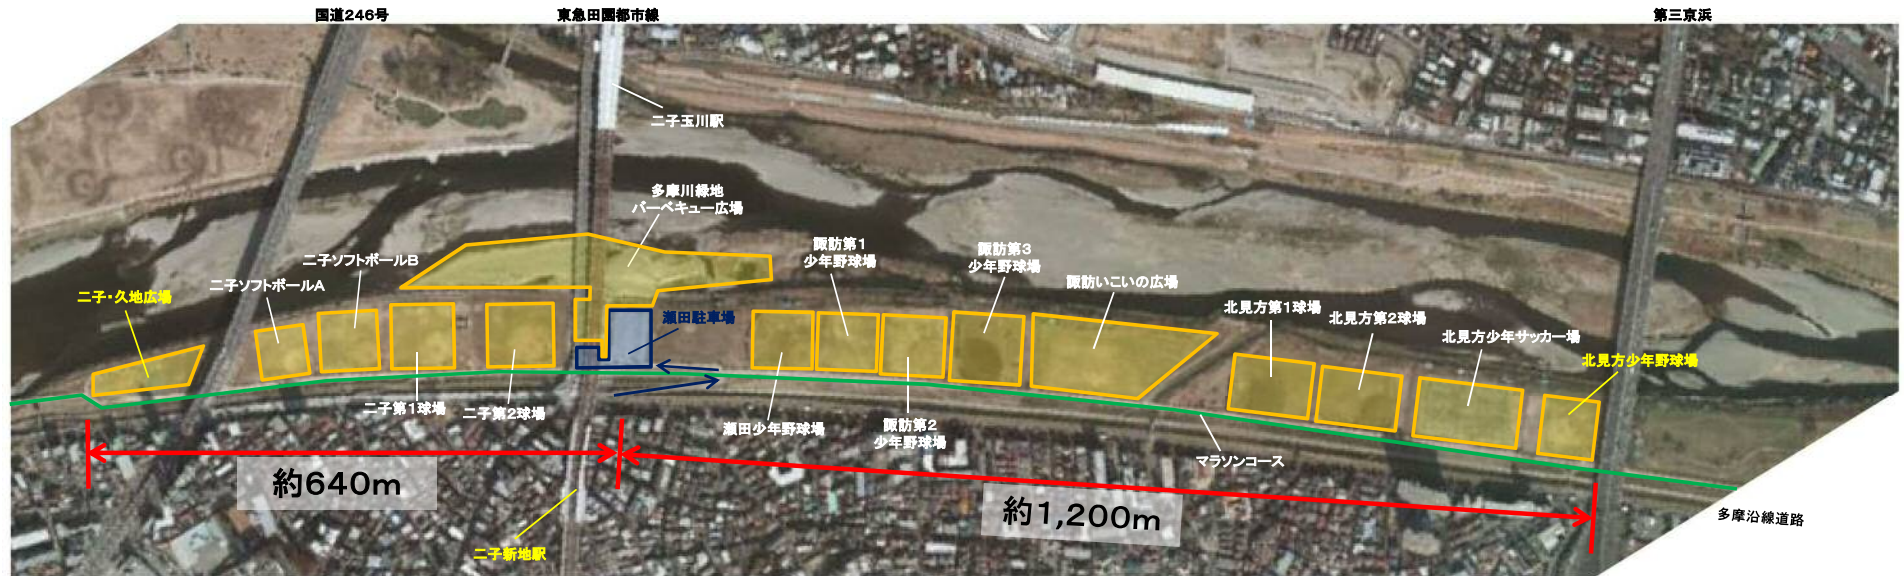 国道246号
東急田園都市線
第三京浜
二子玉川駅
多摩川緑地
バーベキュー広場
諏訪第1
少年野球場
諏訪第3
少年野球場
二子ソフトボールB
二子ソフトボールA
諏訪いこいの広場
二子・久地広場
瀬田駐車場
北見方第1球場
北見方第2球場
北見方少年サッカー場
北見方少年野球場
二子第1球場
二子第2球場
瀬田少年野球場
諏訪第2
少年野球場
マラソンコース
約640m
約1,200m
多摩沿線道路
二子新地駅